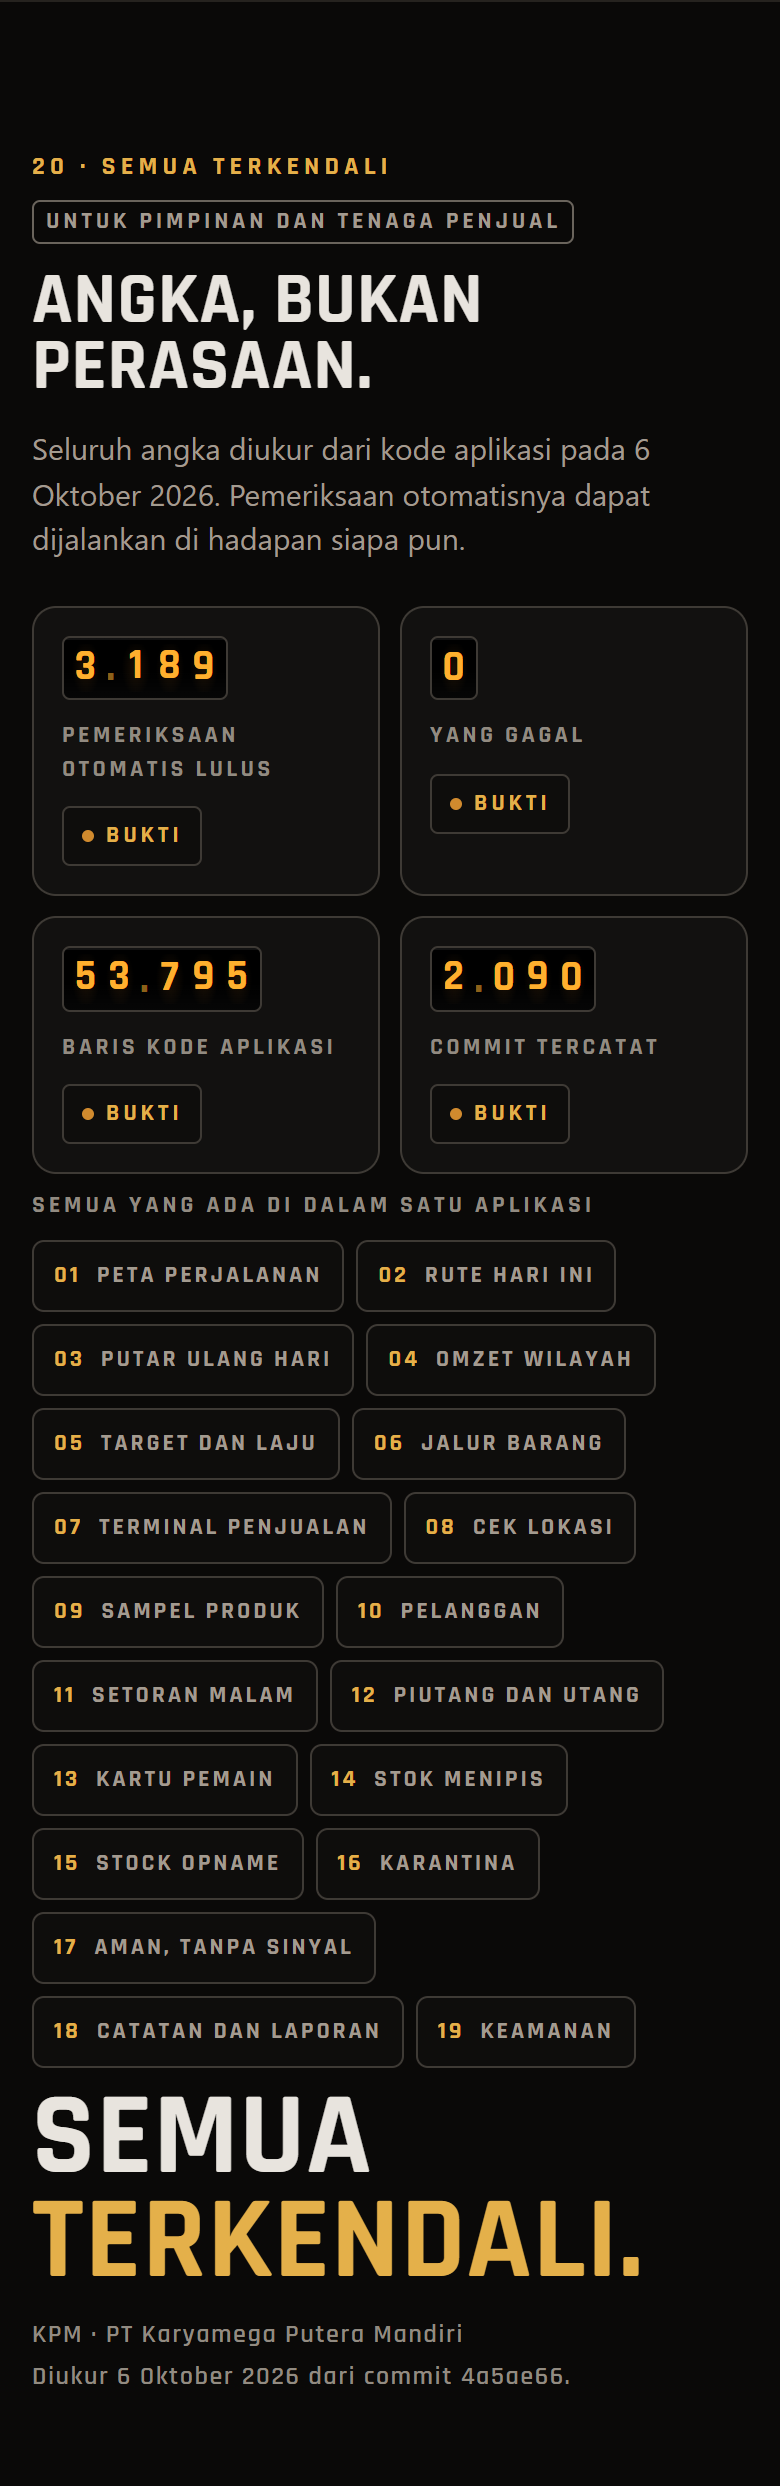 20 · SEMUA TERKENDALI
UNTUK PIMPINAN DAN TENAGA PENJUAL
ANGKA, BUKAN
PERASAAN.
Seluruh angka diukur dari kode aplikasi pada 6
Oktober 2026. Pemeriksaan otomatisnya dapat
dijalankan di hadapan siapa pun.
3.189
PEMERIKSAAN
OTOMATIS LULUS
BUKTI
0
YANG GAGAL
BUKTI
53.795
BARIS KODE APLIKASI
BUKTI
2.090
COMMIT TERCATAT
BUKTI
SEMUA YANG ADA DI DALAM SATU APLIKASI
01 PETA PERJALANAN
02 RUTE HARI INI
03 PUTAR ULANG HARI
04 OMZET WILAYAH
05 TARGET DAN LAJU
06 JALUR BARANG
07 TERMINAL PENJUALAN
08 CEK LOKASI
09 SAMPEL PRODUK
10 PELANGGAN
11 SETORAN MALAM
12 PIUTANG DAN UTANG
13 KARTU PEMAIN
14 STOK MENIPIS
15 STOCK OPNAME
16 KARANTINA
17 AMAN, TANPA SINYAL
18 CATATAN DAN LAPORAN
19 KEAMANAN
SEMUA
TERKENDALI.
KPM · PT Karyamega Putera Mandiri
Diukur 6 Oktober 2026 dari commit 4a5ae66.